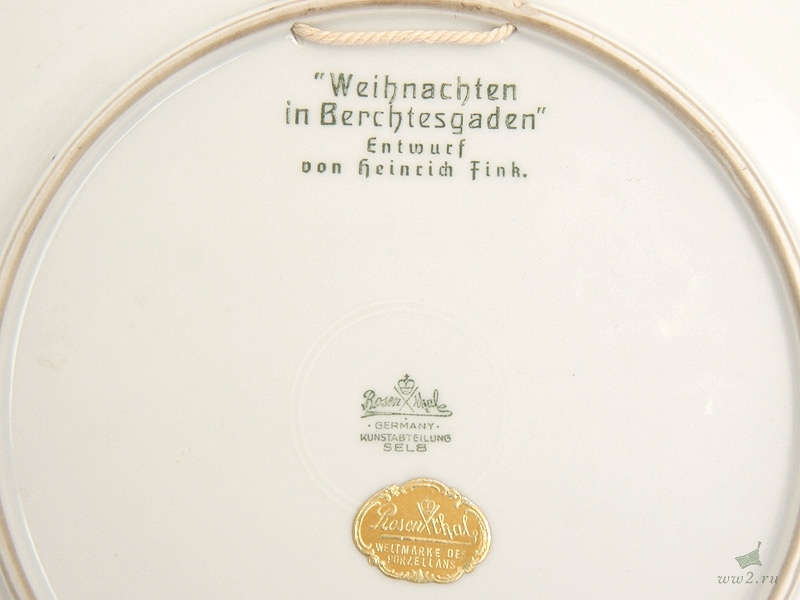 "Weihnachten
in Berchtesgaden"
Entwurf
von Heinrich Fink.
Rosenthal
· GERMANY ·
KUNSTABTEILUNG
SELB
Rosenthal
WELTMARKE DES
PORZELLANS
ww2.ru